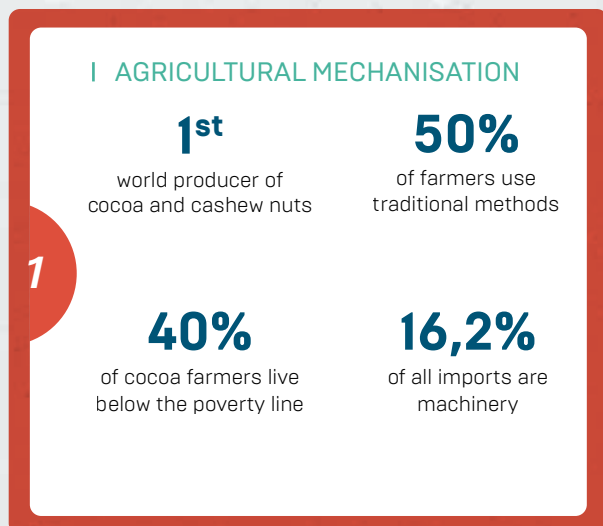 | AGRICULTURAL MECHANISATION
1st
world producer of
cocoa and cashew nuts
50%
of farmers use
traditional methods
1
40%
of cocoa farmers live
below the poverty line
16,2%
of all imports are
machinery